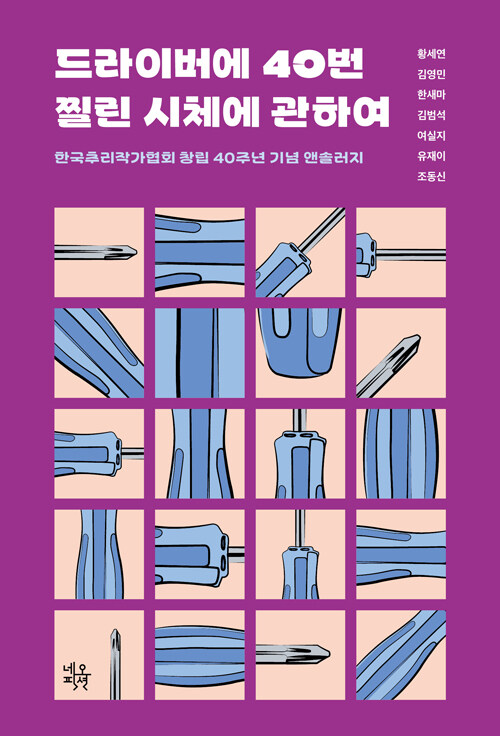 드라이버에 40번
찔린 시체에 관하여
한국추리작가협회 창립 40주년 기념 앤솔러지
황세연
김영민
한새마
김범석
여실지
유재이
조동신
네오
픽션